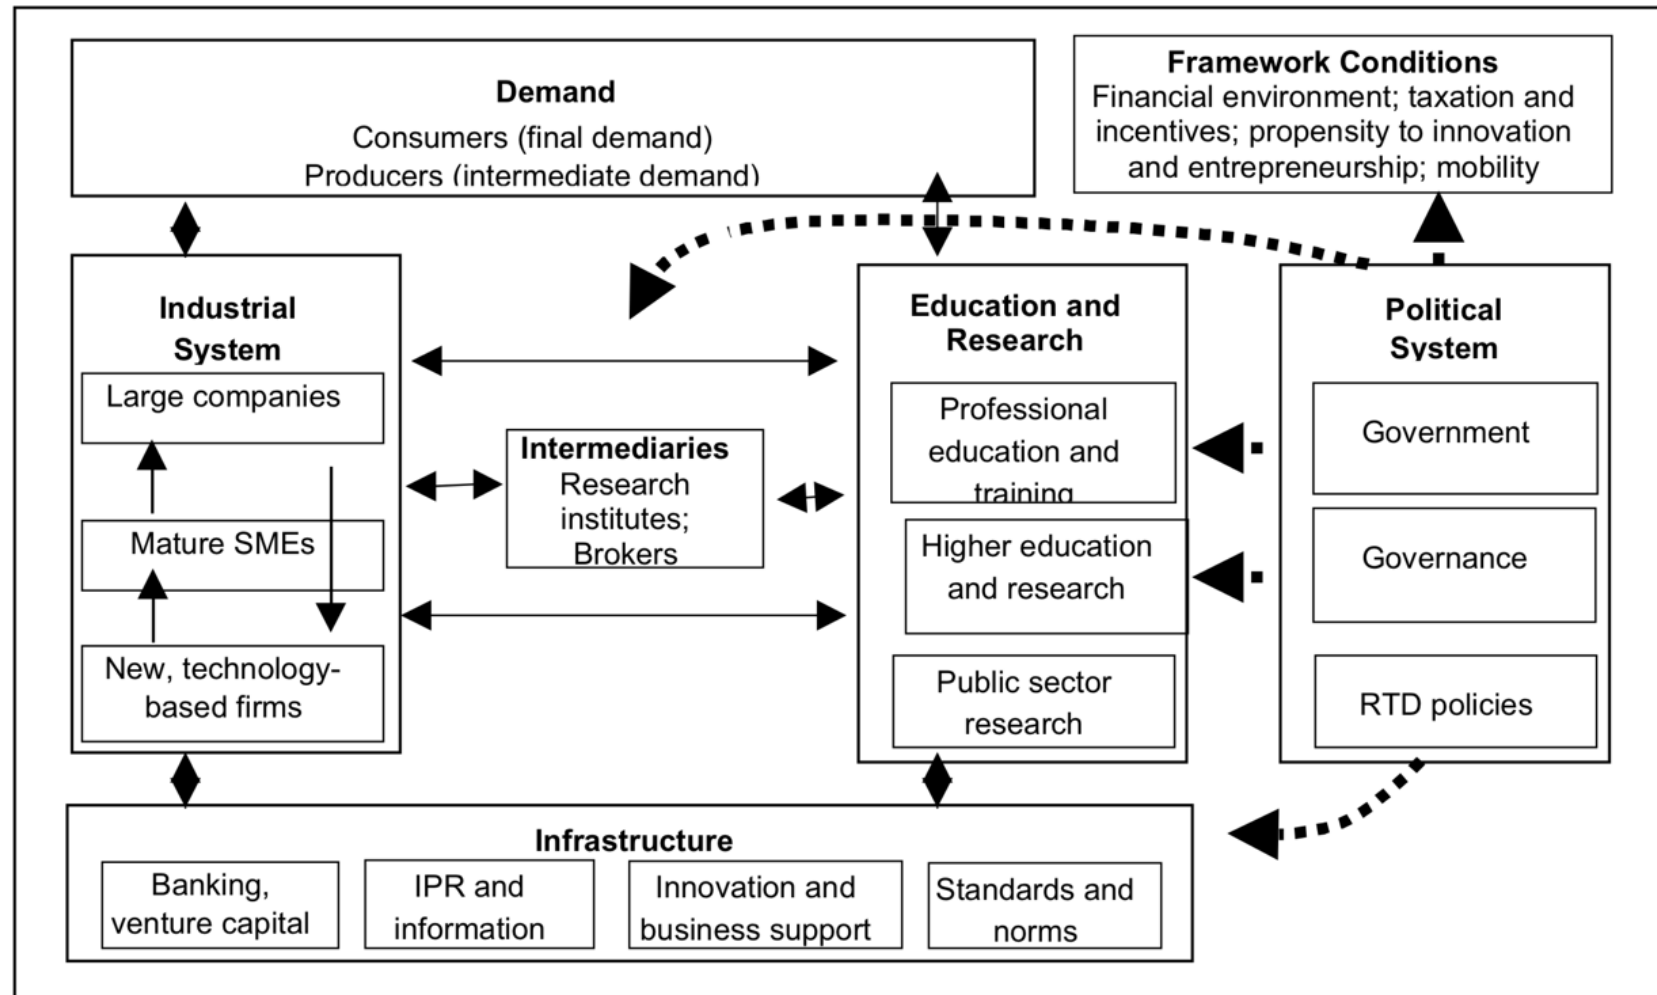 Demand
Consumers (final demand)
Producers (intermediate demand)
Framework Conditions
Financial environment; taxation and
incentives; propensity to innovation
and entrepreneurship; mobility
Industrial
System
Large companies
Mature SMEs
New, technology-
based firms
Intermediaries
Research
institutes;
Brokers
Education and
Research
Professional
education and
training
Higher education
and research
Public sector
research
Political
System
Government
Governance
RTD policies
Infrastructure
Banking,
venture capital
IPR and
information
Innovation and
business support
Standards and
norms